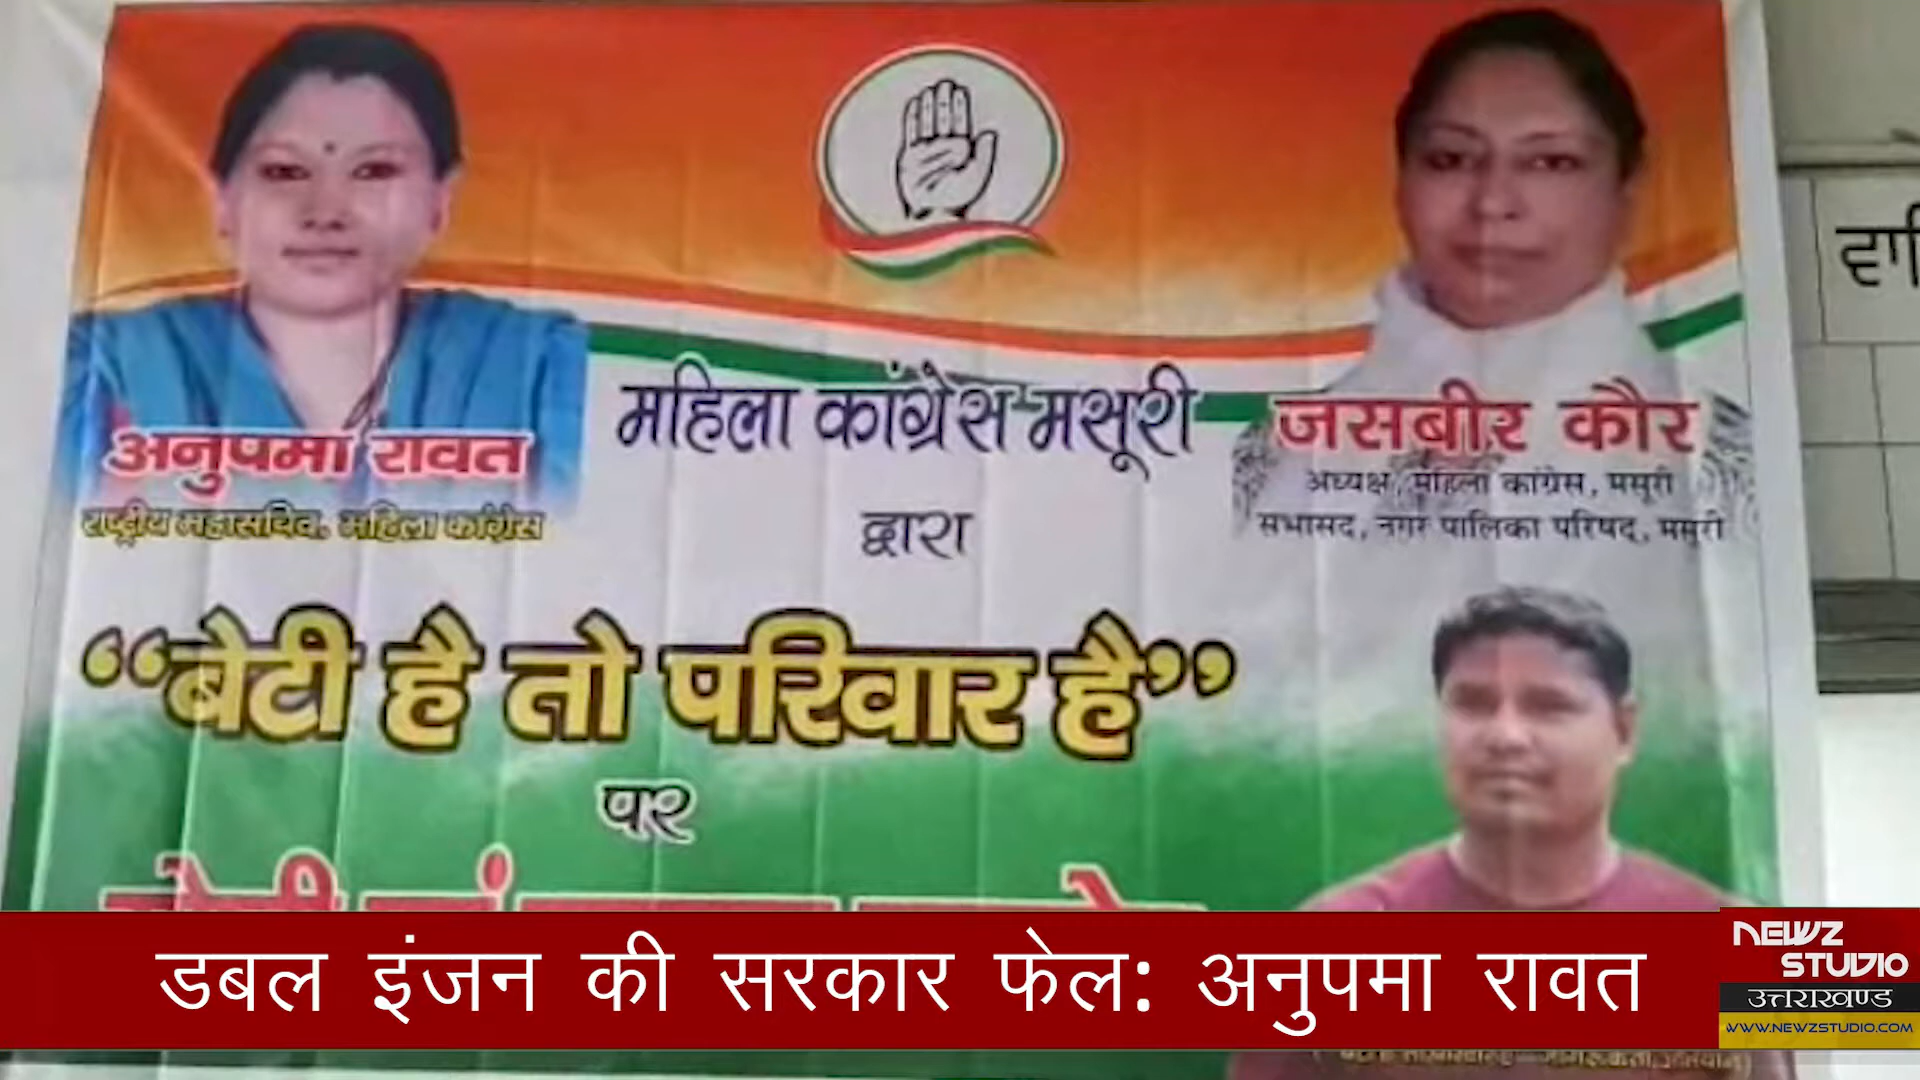 महिला कांग्रेस मसूरी
अनुपमा रावत
राष्ट्रीय महासचिव, महिला कांग्रेस
जसबीर कौर
अध्यक्ष, महिला कांग्रेस, मसूरी
सभासद, नगर पालिका परिषद, मसूरी
द्वारा
“बेटी है तो परिवार है”
पर
डबल इंजन की सरकार फेल: अनुपमा रावत
NEWZ
STUDIO
उत्तराखण्ड
WWW.NEWZSTUDIO.COM